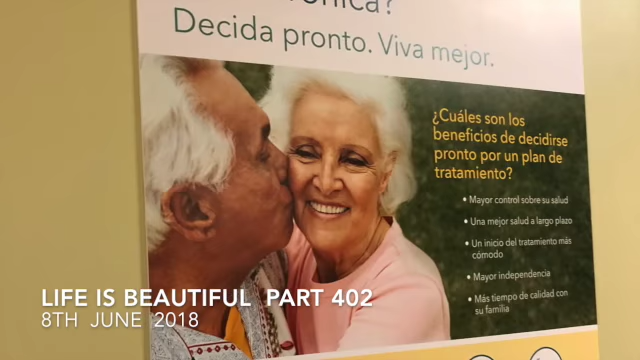 Decida pronto. Viva mejor.
¿Cuáles son los
beneficios de decidirse
pronto por un plan de
tratamiento?
• Mayor control sobre su salud
• Una mejor salud a largo plazo
• Un inicio del tratamiento más
cómodo
• Mayor independencia
• Más tiempo de calidad con
su familia
LIFE IS BEAUTIFUL PART 402
8TH JUNE 2018